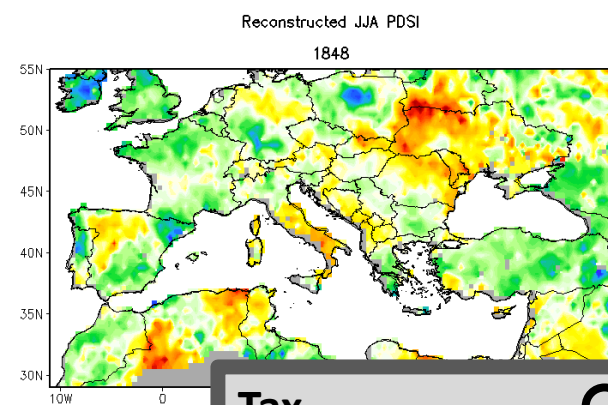 Reconstructed JJA PDSI
1848
55N
50N
45N
40N
35N
30N
10W
0
Tax